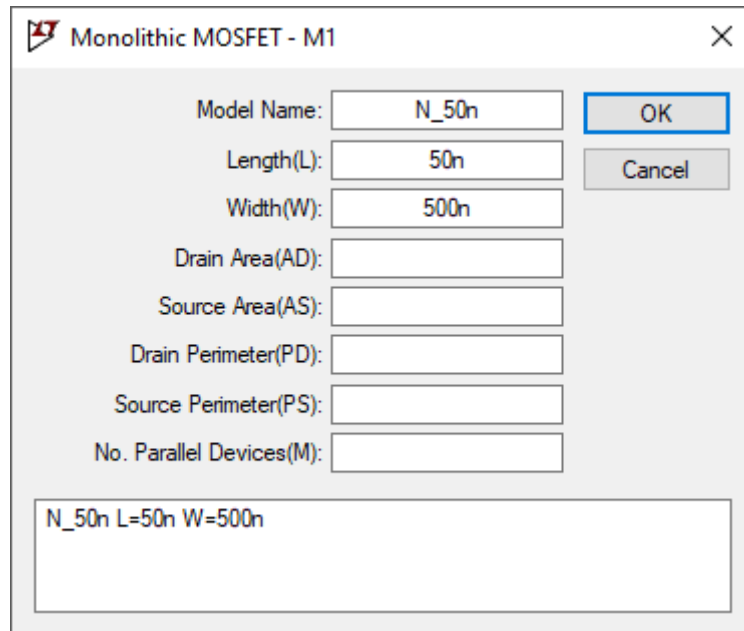 Monolithic MOSFET - M1
Model Name: N_50n OK
Length(L): 50n Cancel
Width(W): 500n
Drain Area(AD):
Source Area(AS):
Drain Perimeter(PD):
Source Perimeter(PS):
No. Parallel Devices(M):
N_50n L=50n W=500n